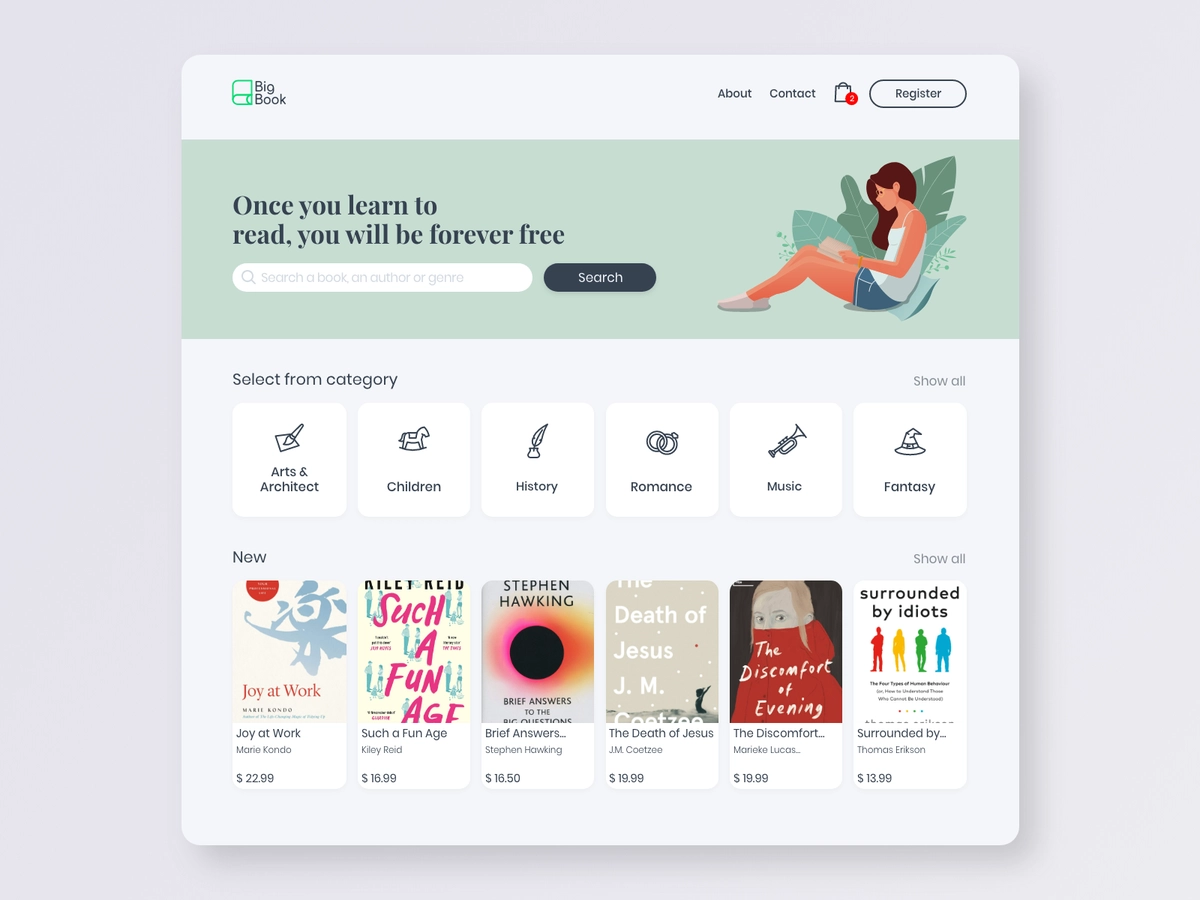 Big
Book
About
Contact
2
Register
Once you learn to
read, you will be forever free
Search a book, an author or genre
Search
Select from category
Show all
Arts &
Architect
Children
History
Romance
Music
Fantasy
New
Show all
Joy at Work
MARIE KONDO
Joy at Work
Marie Kondo
$ 22.99
KILEY REID
SUCH
A
FUN
AGE
Such a Fun Age
Kiley Reid
$ 16.99
STEPHEN
HAWKING
BRIEF ANSWERS
TO THE
BIG QUESTIONS
Brief Answers...
Stephen Hawking
$ 16.50
The
Death of
Jesus
J. M.
Coetzee
The Death of Jesus
J.M. Coetzee
$ 19.99
The
Discomfort
of
Evening
The Discomfort...
Marieke Lucas...
$ 19.99
surrounded
by idiots
The Four Types of Human Behaviour
(or, How to Understand Those
Who Cannot Be Understood)
thomas erikson
Surrounded by...
Thomas Erikson
$ 13.99